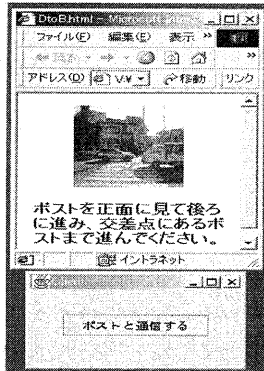 DtoB.html - Microsoft
ファイル(F) 編集(E) 表示 »
戻る
アドレス(D) V:¥ 移動 リンク
ポストを正面に見て後ろ
に進み、交差点にあるポ
ストまで進んでください。
イントラネット
ポストと通信する